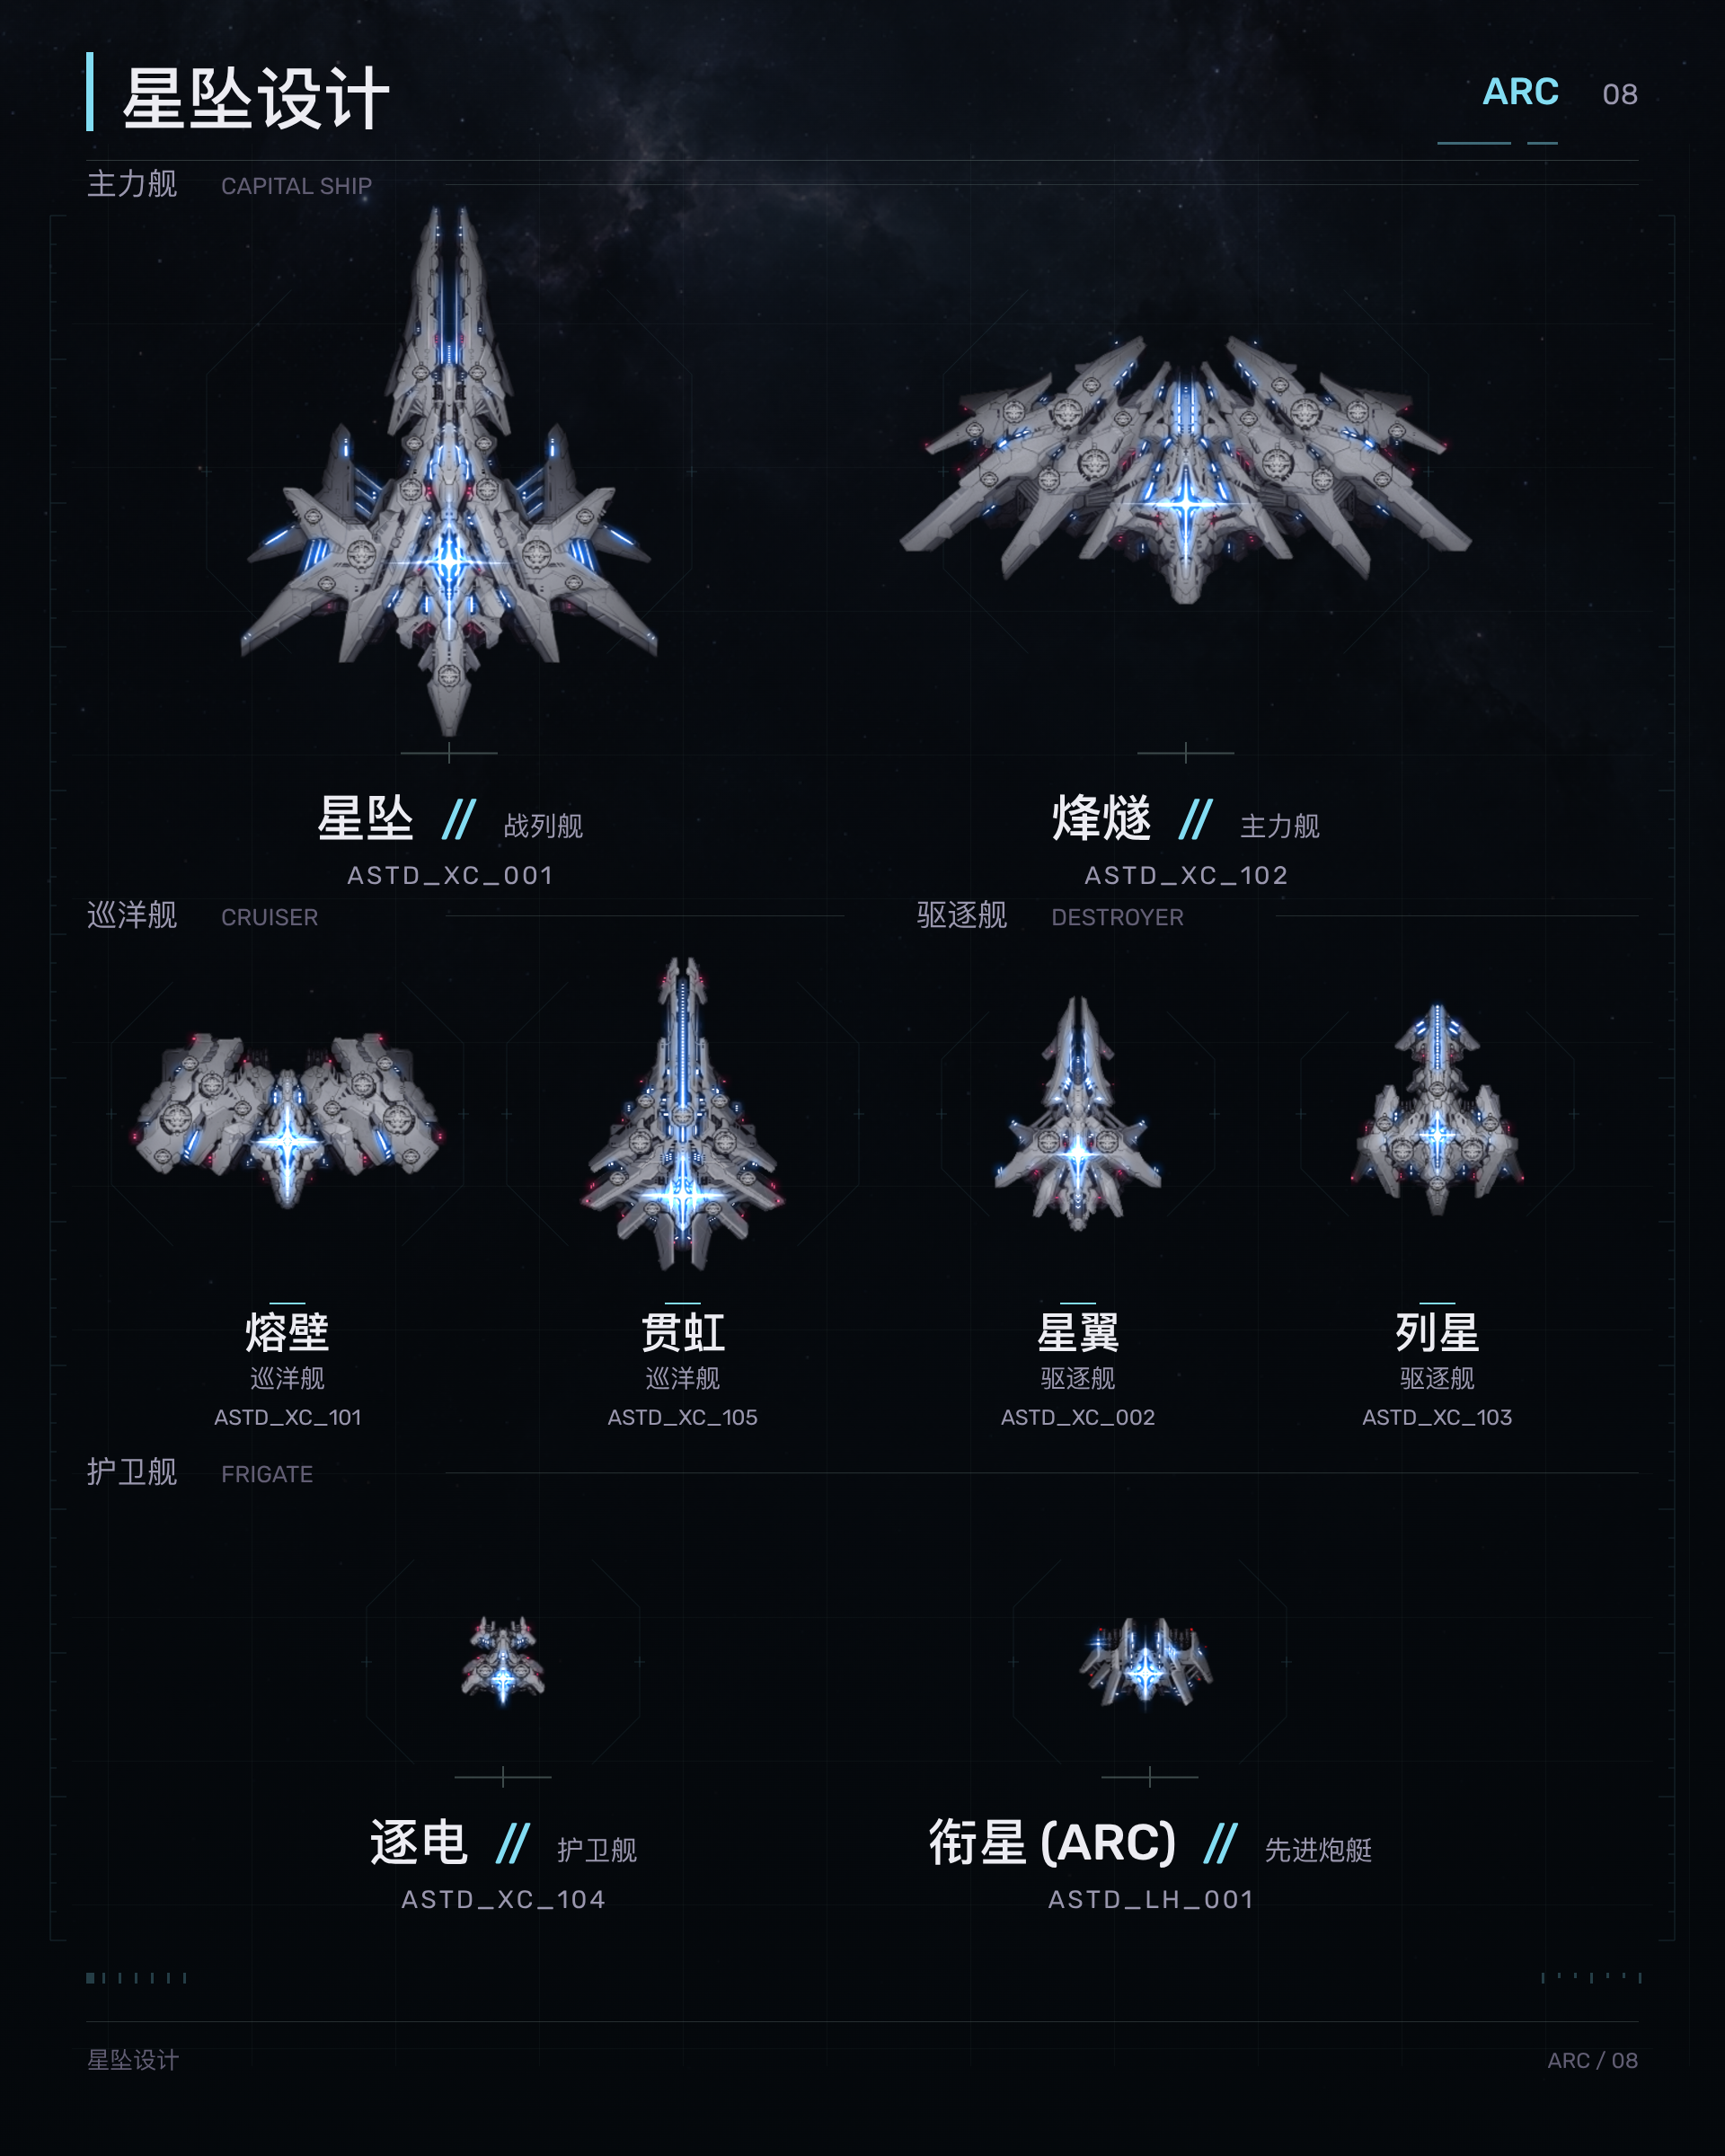 星坠设计
ARC 08
主力舰 CAPITAL SHIP
星坠 // 战列舰
ASTD_XC_001
烽燧 // 主力舰
ASTD_XC_102
巡洋舰 CRUISER
驱逐舰 DESTROYER
熔壁
巡洋舰
ASTD_XC_101
贯虹
巡洋舰
ASTD_XC_105
星翼
驱逐舰
ASTD_XC_002
列星
驱逐舰
ASTD_XC_103
护卫舰 FRIGATE
逐电 // 护卫舰
ASTD_XC_104
衔星 (ARC) // 先进炮艇
ASTD_LH_001
星坠设计
ARC / 08